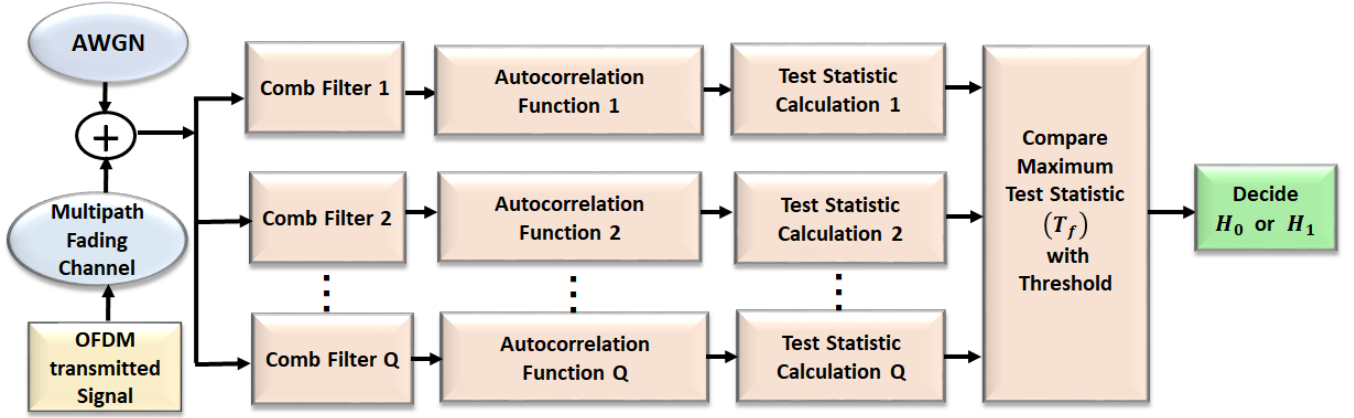 AWGN
+
Multipath
Fading
Channel
OFDM
transmitted
Signal
Comb Filter 1
Autocorrelation
Function 1
Test Statistic
Calculation 1
Comb Filter 2
Autocorrelation
Function 2
Test Statistic
Calculation 2
Comb Filter Q
Autocorrelation
Function Q
Test Statistic
Calculation Q
Compare
Maximum
Test Statistic
(T_f)
with
Threshold
Decide
H_0 or H_1